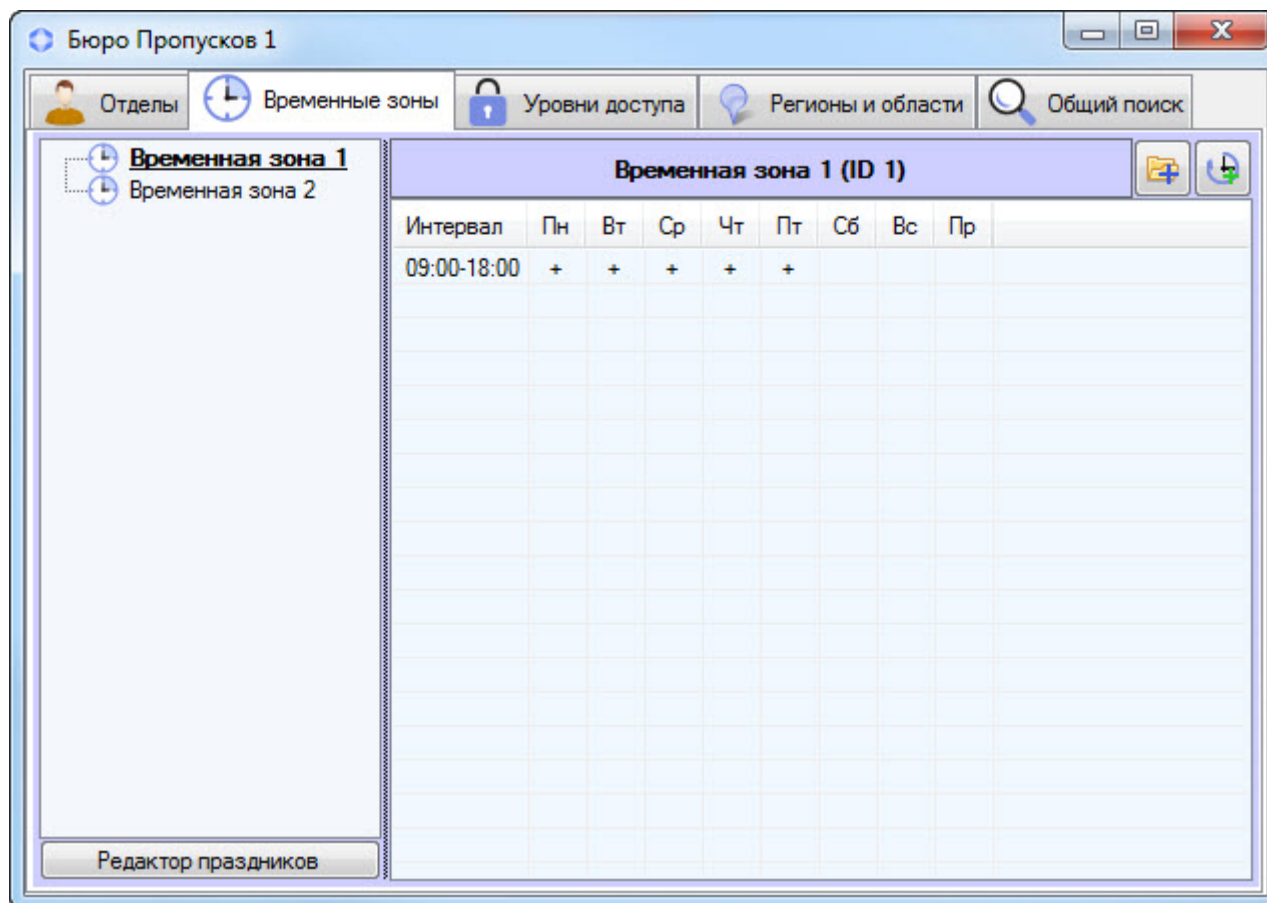 Бюро Пропусков 1
Отделы Временные зоны Уровни доступа Регионы и области Общий поиск
Временная зона 1
Временная зона 2
Временная зона 1 (ID 1)
Интервал Пн Вт Ср Чт Пт Сб Вс Пр
09:00-18:00 + + + + +
Редактор праздников